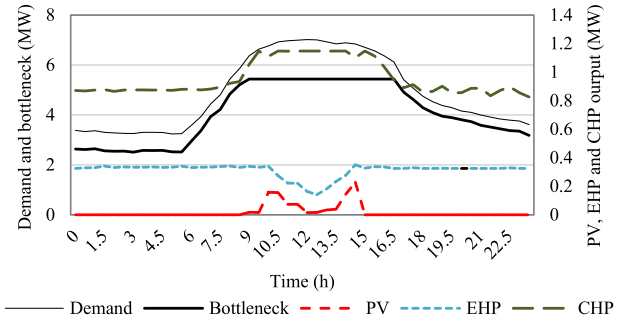 8
6
4
2
0
Demand and bottleneck (MW)
1.4
1.2
1
0.8
0.6
0.4
0.2
0
PV, EHP and CHP ourput (MW)
0 1.5 3 4.5 6 7.5 9 10.5 12 13.5 15 16.5 18 19.5 21 22.5
Time (h)
Demand Bottleneck PV EHP CHP